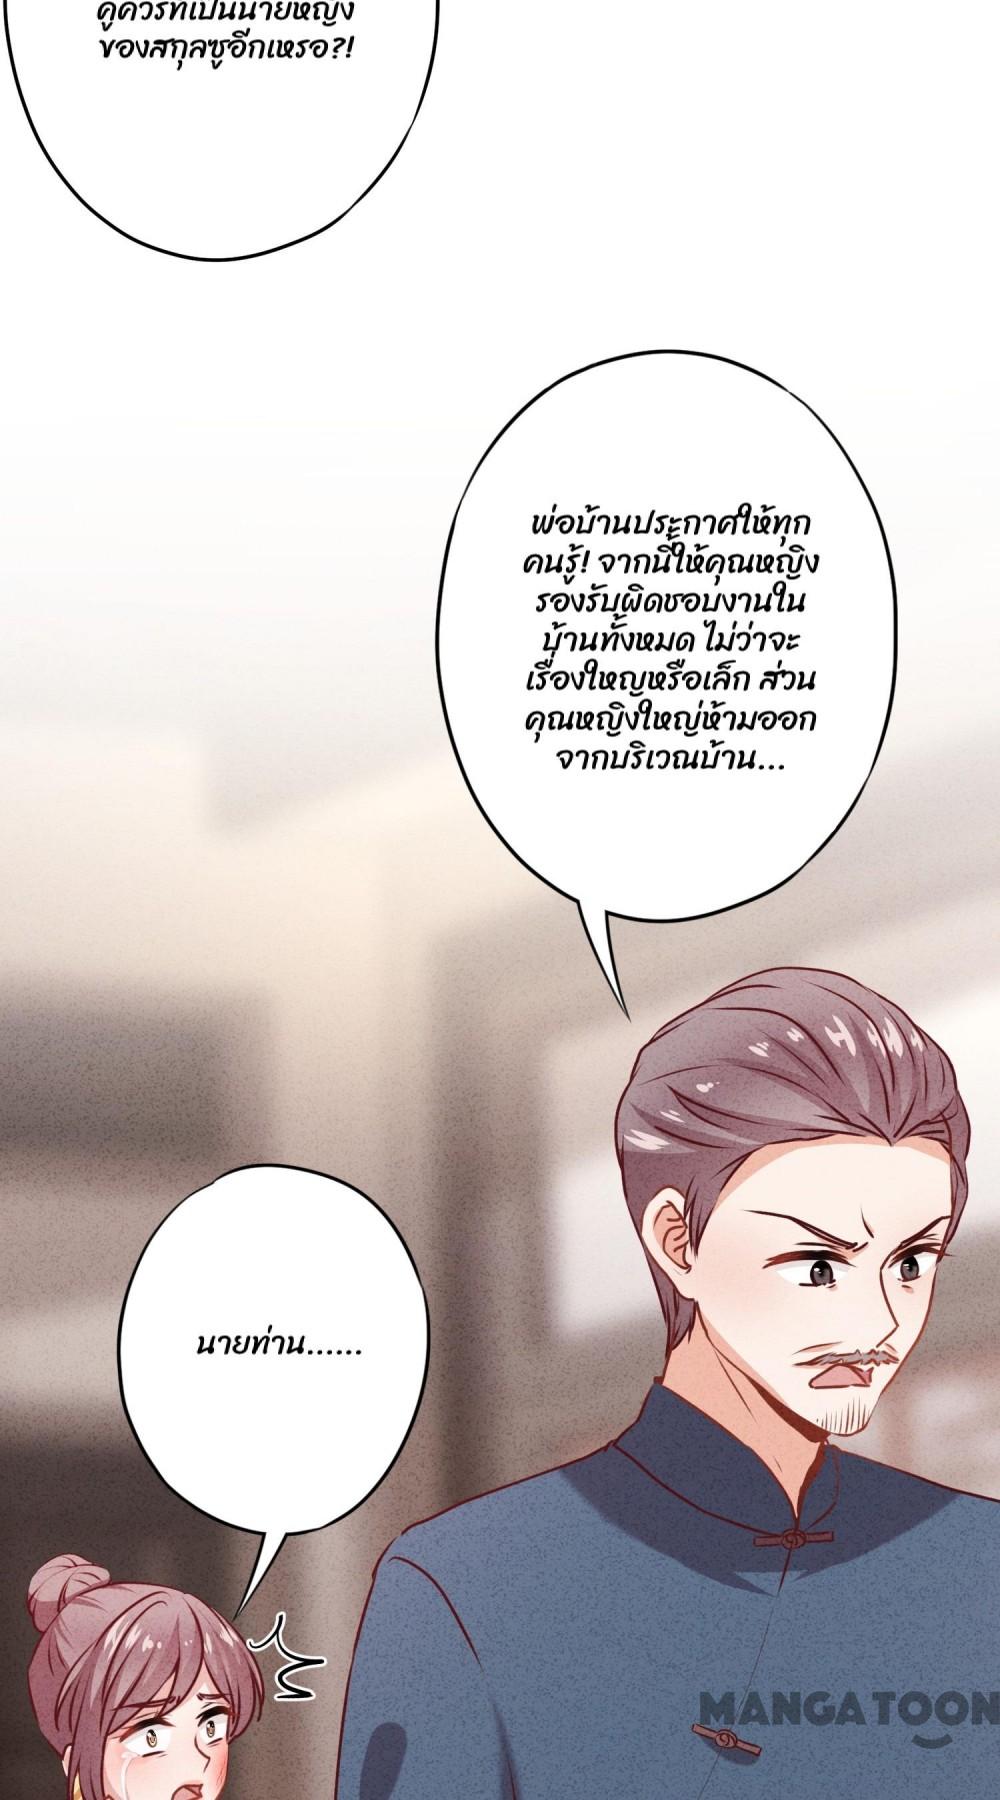 คู่ควรที่เป็นนายหญิง
ของสกุลซูอีกเหรอ?!
พ่อบ้านประกาศให้ทุก
คนรู้! จากนี้ให้คุณหญิง
รองรับผิดชอบงานใน
บ้านทั้งหมด ไม่ว่าจะ
เรื่องใหญหรือเล็ก ส่วน
คุณหญิงใหญ่ห้ามออก
จากบริเวณบ้าน...
นายท่าน......
MANGATOON